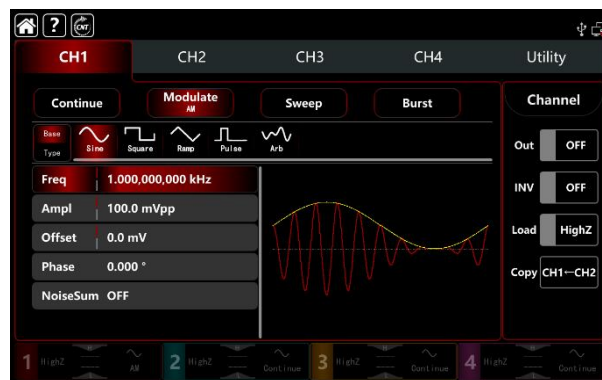 ? CNT
CH1 CH2 CH3 CH4 Utility
Continue Modulate Sweep Burst Channel
AM
Base
Type Sine Square Ramp Pulse Arb
Out OFF
Freq 1.000,000,000 kHz
INV OFF
Ampl 100.0 mVpp
Load HighZ
Offset 0.0 mV
Phase 0.000 °
Copy CH1←CH2
NoiseSum OFF
1 HighZ AM 2 HighZ Continue 3 HighZ Continue 4 HighZ Continue